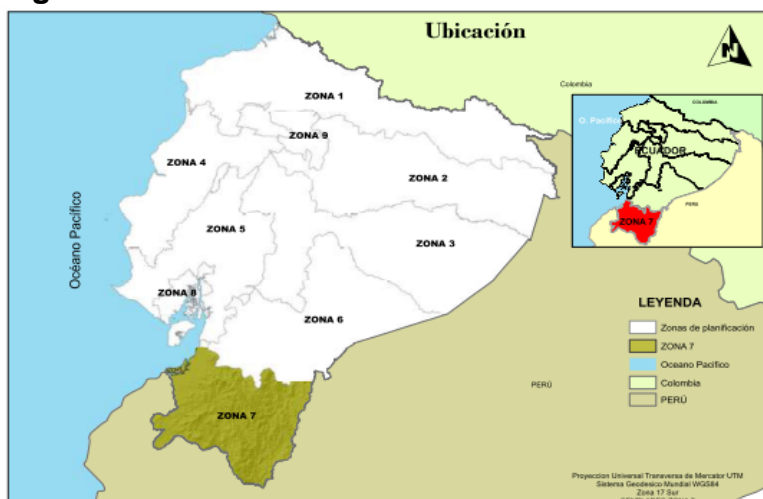 Ubicación
N
Colombia
COLOMBIA
O. Pacífico
ECUADOR
PERU
ZONA 7
ZONA 1
ZONA 9
ZONA 4
ZONA 2
ZONA 5
ZONA 3
ZONA 8
ZONA 6
ZONA 7
Océano Pacífico
PERÚ
LEYENDA
Zonas de planificación
ZONA 7
Oceano Pacífico
Colombia
PERÚ
Proyeccion Universal Transversa de Mercator UTM
Sistema Geodesico Mundial WGS84
Zona 17 Sur